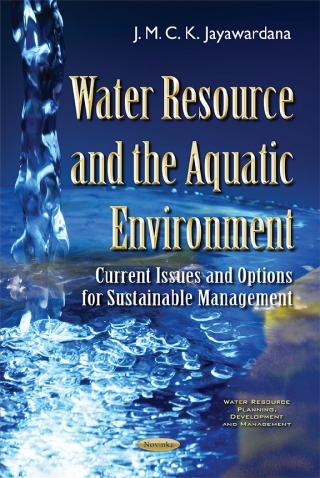 J. M. C. K. Jayawardana
Water Resource
and the Aquatic
Environment
Current Issues and Options
for Sustainable Management
Water Resource
Planning,
Development
and Management
Novinka